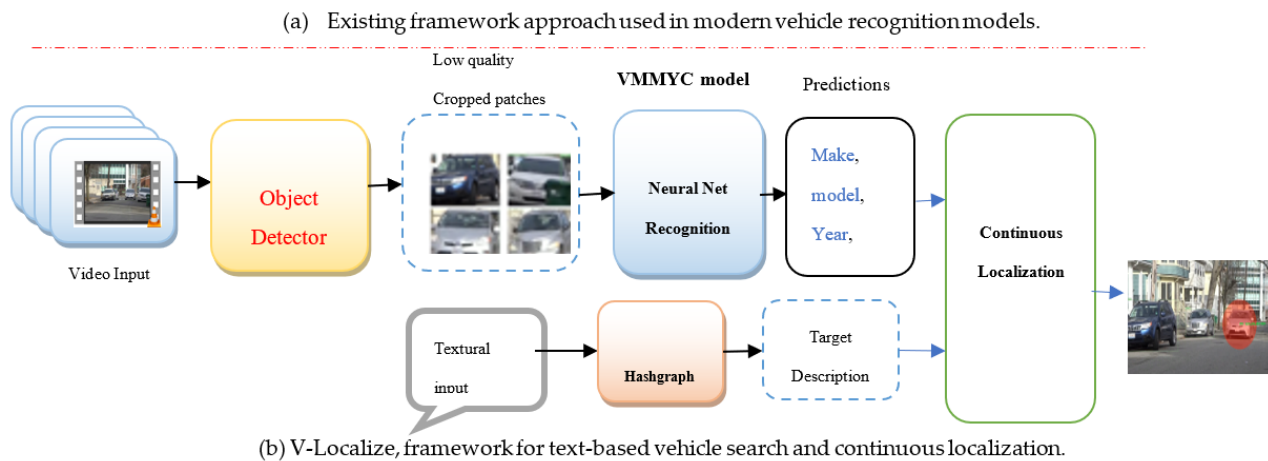 (a) Existing framework approach used in modern vehicle recognition models.
Low quality
Cropped patches
VMMYC model
Predictions
Video Input
Object
Detector
Neural Net
Recognition
Make,
model,
Year,
Continuous
Localization
Textural
input
Hashgraph
Target
Description
(b) V-Localize, framework for text-based vehicle search and continuous localization.